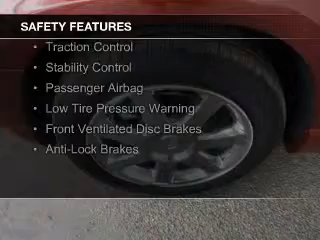 SAFETY FEATURES
• Traction Control
• Stability Control
• Passenger Airbag
• Low Tire Pressure Warning
• Front Ventilated Disc Brakes
• Anti-Lock Brakes